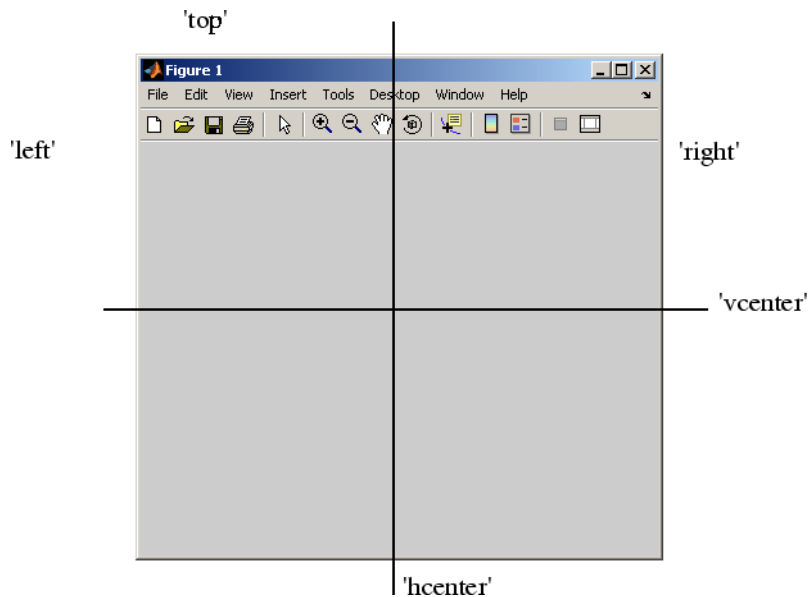 'top'
Figure 1
File Edit View Insert Tools Desktop Window Help
'left'
'right'
'vcenter'
'hcenter'